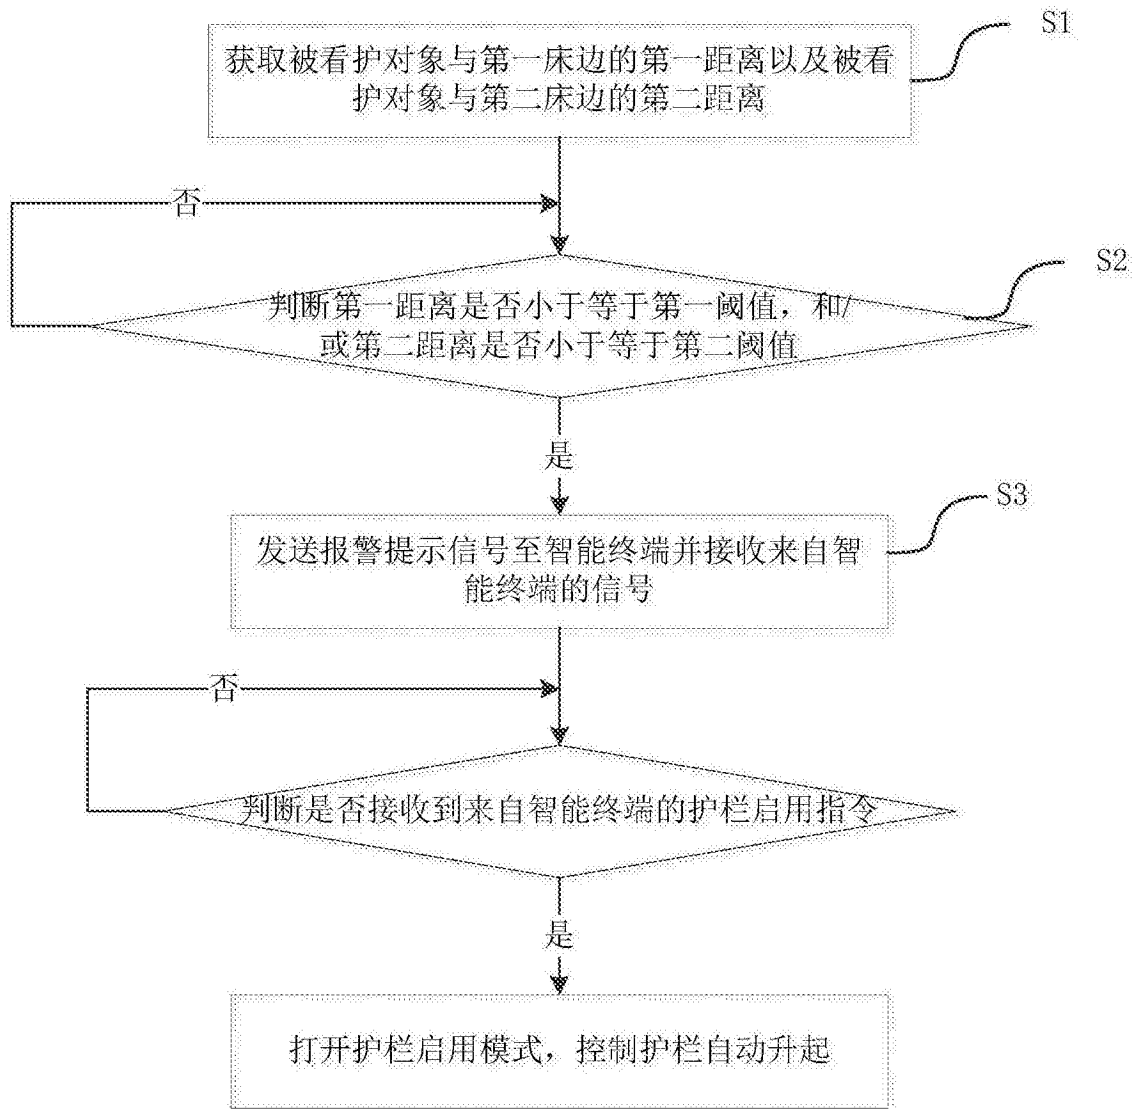 S1
获取被看护对象与第一床边的第一距离以及被看
护对象与第二床边的第二距离
否
S2
判断第一距离是否小于等于第一阈值，和/
或第二距离是否小于等于第二阈值
是
S3
发送报警提示信号至智能终端并接收来自智
能终端的信号
否
判断是否接收到来自智能终端的护栏启用指令
是
打开护栏启用模式，控制护栏自动升起